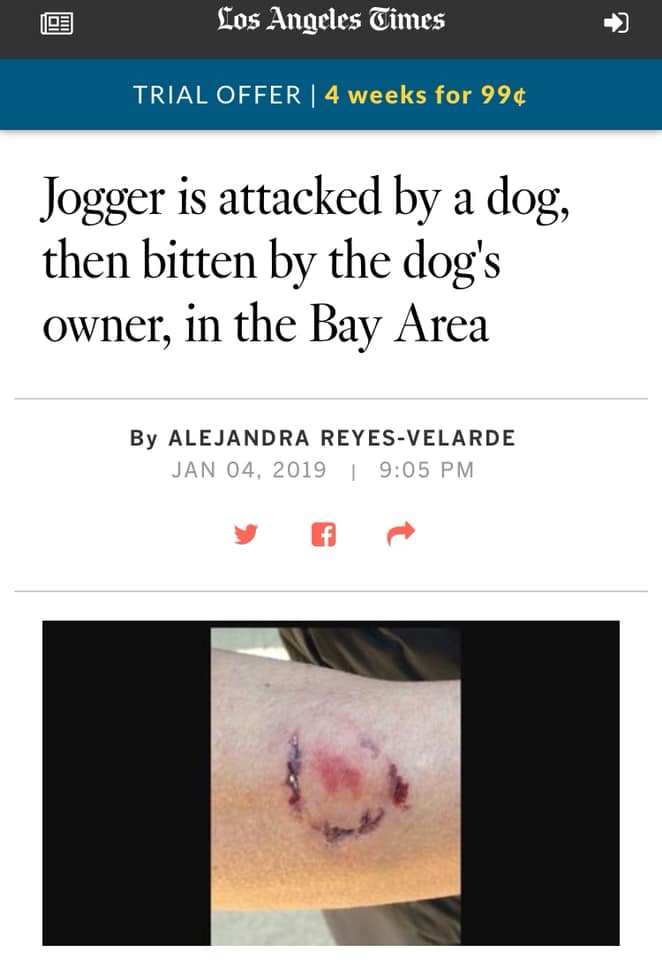 Los Angeles Times
TRIAL OFFER | 4 weeks for 99¢
Jogger is attacked by a dog,
then bitten by the dog's
owner, in the Bay Area
By ALEJANDRA REYES-VELARDE
JAN 04, 2019 | 9:05 PM